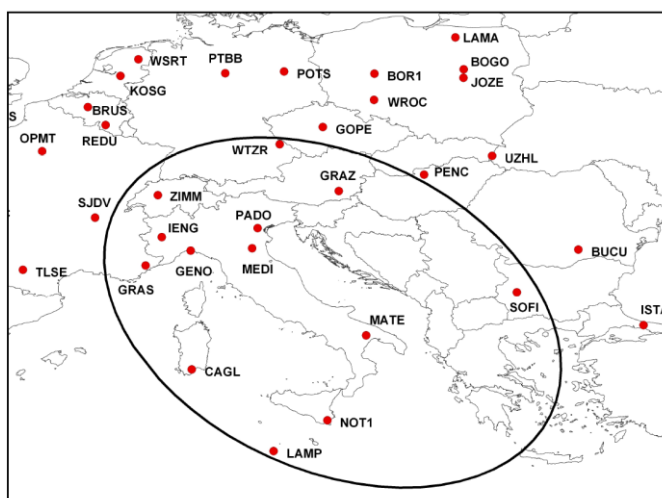 LAMA
WSRT
PTBB
BOGO
KOSG
POTS
BOR1
JOZE
BRUS
WROC
S
REDU
GOPE
OPMT
WTZR
UZHL
PENC
GRAZ
ZIMM
SJDV
PADO
IENG
BUCU
MEDI
TLSE
GENO
GRAS
SOFI
ISTA
MATE
CAGL
NOT1
LAMP